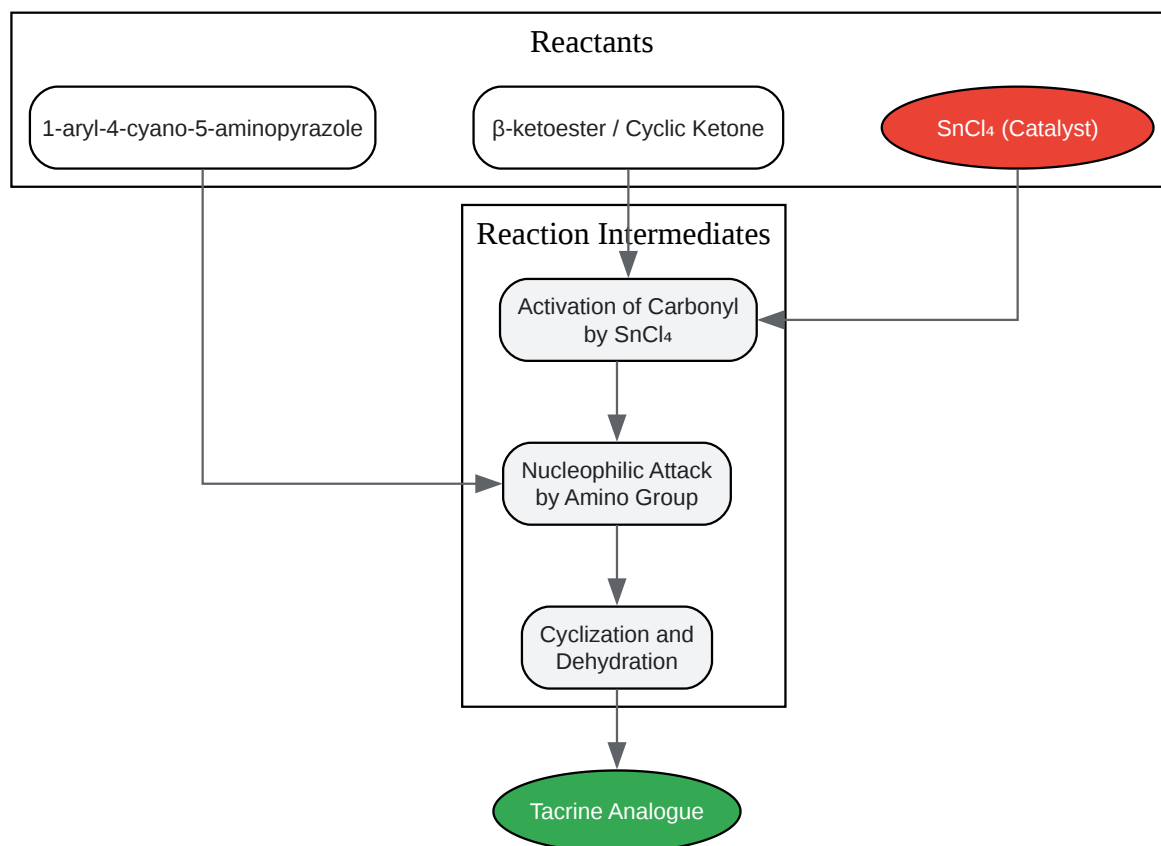 Reactants
1-aryl-4-cyano-5-aminopyrazole
β-ketoester / Cyclic Ketone
SnCl₄ (Catalyst)
Reaction Intermediates
Activation of Carbonyl
by SnCl₄
Nucleophilic Attack
by Amino Group
Cyclization and
Dehydration
Tacrine Analogue